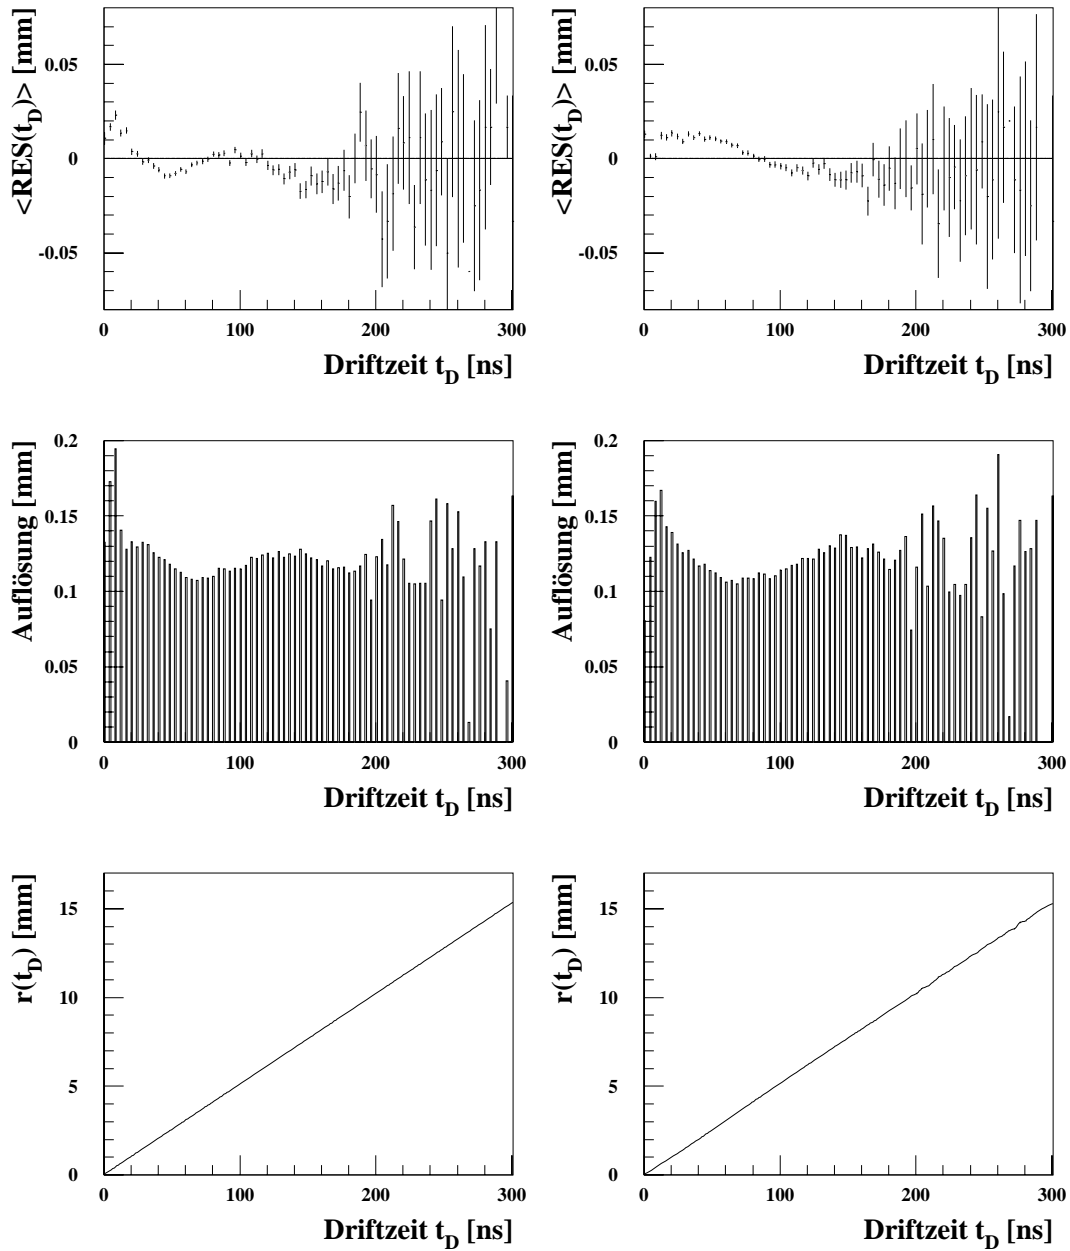 <RES(t_D)> [mm]
0.05
0
-0.05
0 100 200 300
Driftzeit t_D [ns]
<RES(t_D)> [mm]
0.05
0
-0.05
0 100 200 300
Driftzeit t_D [ns]
Auflösung [mm]
0.2
0.15
0.1
0.05
0
0 100 200 300
Driftzeit t_D [ns]
Auflösung [mm]
0.2
0.15
0.1
0.05
0
0 100 200 300
Driftzeit t_D [ns]
r(t_D) [mm]
15
10
5
0
0 100 200 300
Driftzeit t_D [ns]
r(t_D) [mm]
15
10
5
0
0 100 200 300
Driftzeit t_D [ns]